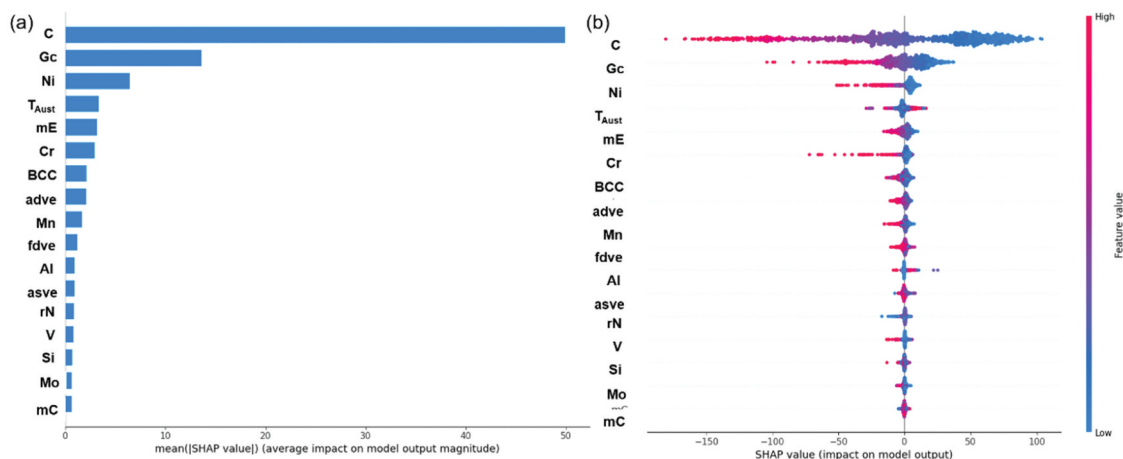 (a)
C
Gc
Ni
TAust
mE
Cr
BCC
adve
Mn
fdve
Al
asve
rN
V
Si
Mo
mC
0 10 20 30 40 50
mean(|SHAP value|) (average impact on model output magnitude)
(b)
C
Gc
Ni
TAust
mE
Cr
BCC
adve
Mn
fdve
Al
asve
rN
V
Si
Mo
mC
−150 −100 −50 0 50 100
SHAP value (impact on model output)
High
Feature value
Low